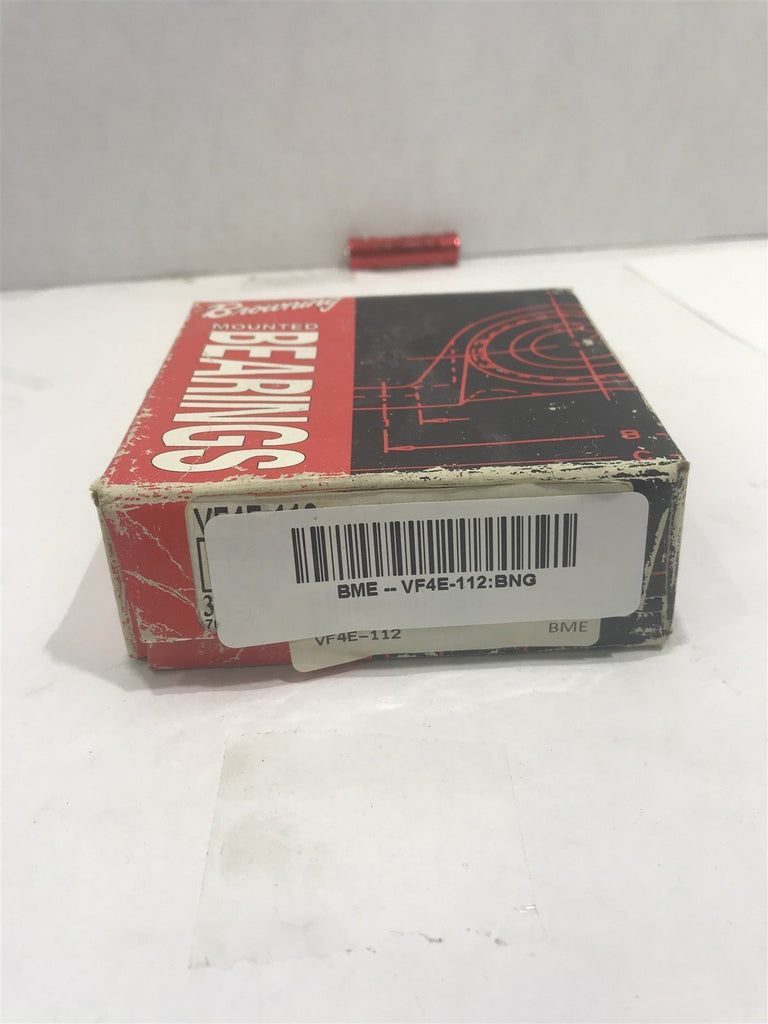 Browning
MOUNTED
BEARINGS
B
C
BME -- VF4E-112:BNG
VF4E-112
BME